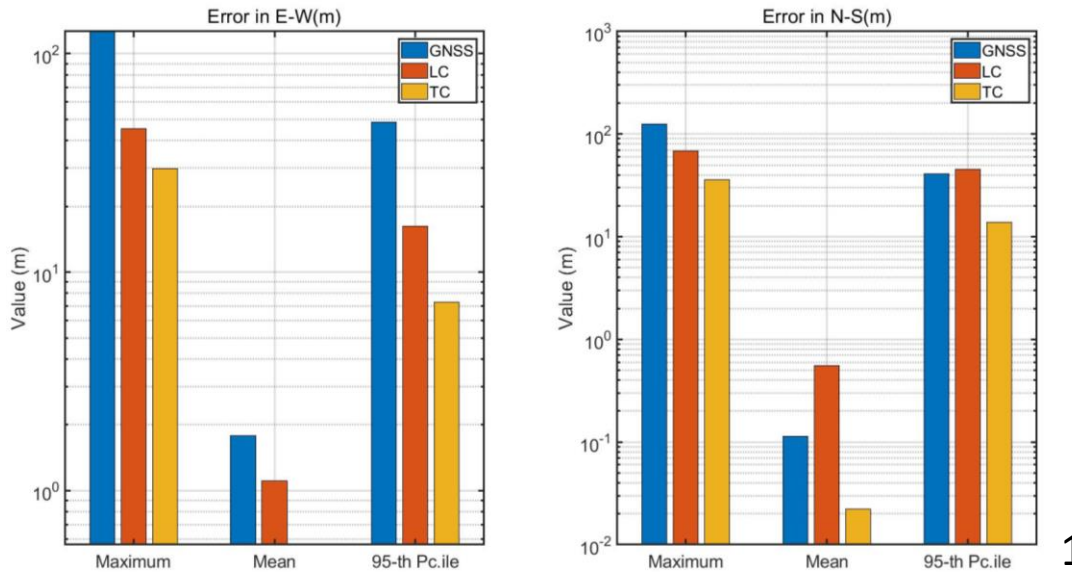 Error in E-W(m)
GNSS
LC
TC
10²
10¹
10⁰
Value (m)
Maximum
Mean
95-th Pc.ile
Error in N-S(m)
GNSS
LC
TC
10³
10²
10¹
10⁰
10⁻¹
10⁻²
Value (m)
Maximum
Mean
95-th Pc.ile
1